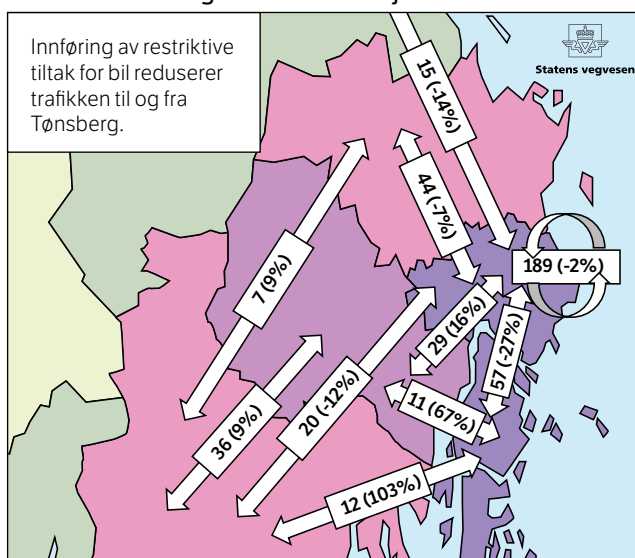 Innføring av restriktive
tiltak for bil reduserer
trafikken til og fra
Tønsberg.
Statens vegvesen
15 (-14%)
44 (-7%)
189 (-2%)
7 (9%)
29 (16%)
57 (-27%)
20 (-12%)
11 (67%)
36 (9%)
12 (103%)